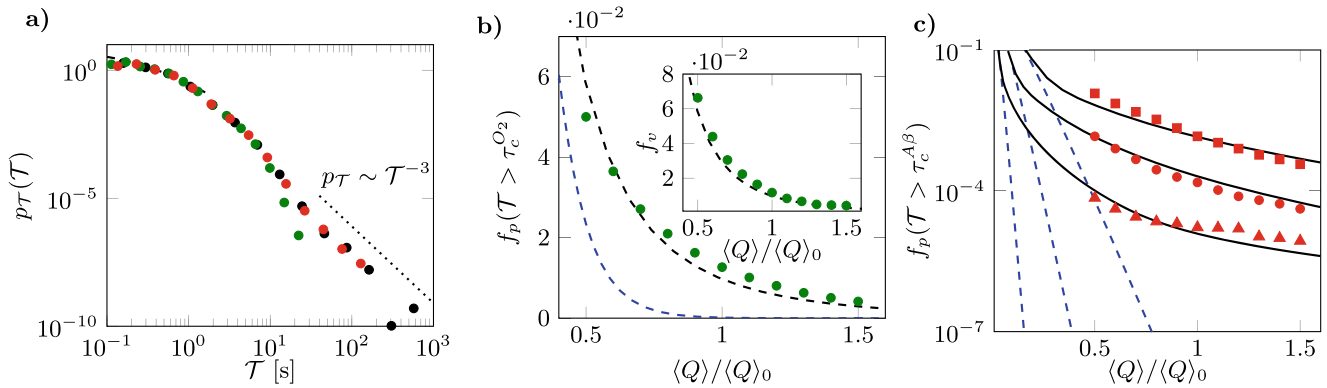 a)
10^0
10^{-5}
10^{-10}
p_𝒯(𝒯)
p_𝒯 ∼ 𝒯^{−3}
10^{-1} 10^0 10^1 10^2 10^3
𝒯 [s]
b)
·10^{-2}
6
4
2
0
f_p(𝒯 > τ_c^{O_2})
0.5 1 1.5
⟨Q⟩/⟨Q⟩_0
·10^{-2}
8
6
4
2
f_v
0.5 1 1.5
⟨Q⟩/⟨Q⟩_0
c)
10^{-1}
10^{-4}
10^{-7}
f_p(𝒯 > τ_c^{Aβ})
0.5 1 1.5
⟨Q⟩/⟨Q⟩_0